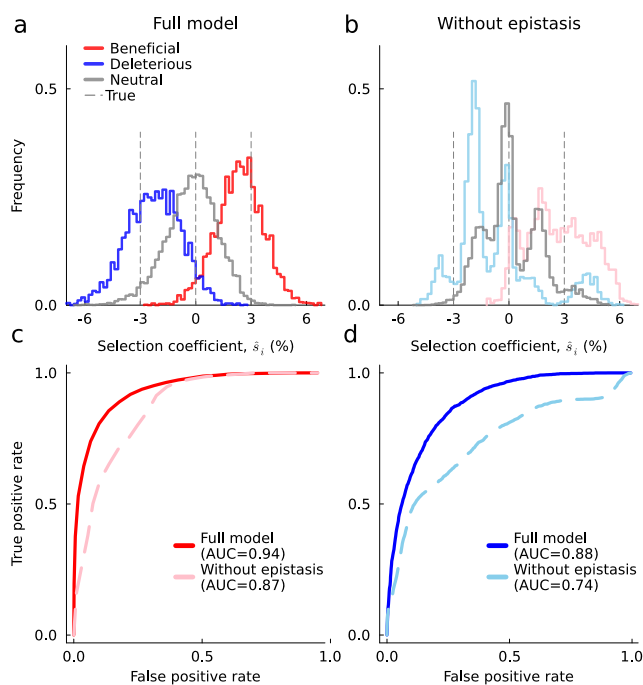 a
Full model
b
Without epistasis
Beneficial
Deleterious
Neutral
True
Frequency
0.5
0.0
-6
-3
0
3
6
Selection coefficient, ŝᵢ (%)
0.5
0.0
-6
-3
0
3
6
Selection coefficient, ŝᵢ (%)
c
True positive rate
1.0
0.5
0.0
Full model
(AUC=0.94)
Without epistasis
(AUC=0.87)
0.0
0.5
1.0
False positive rate
d
1.0
0.5
0.0
Full model
(AUC=0.88)
Without epistasis
(AUC=0.74)
0.0
0.5
1.0
False positive rate